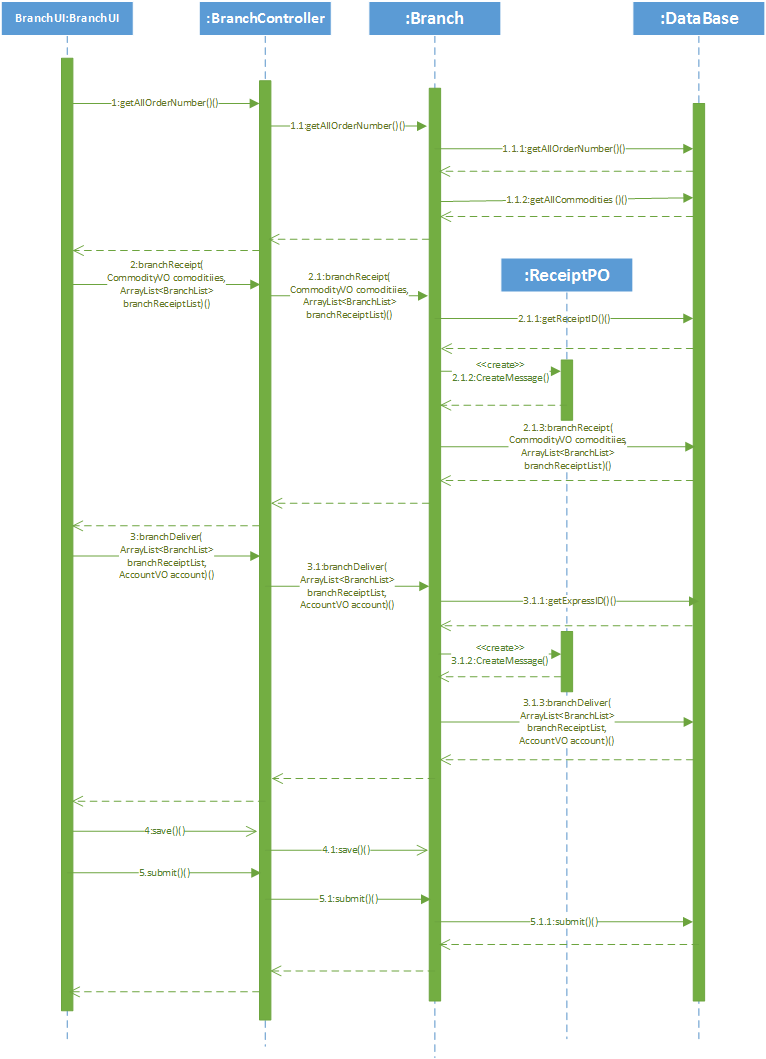 BranchUI:BranchUI
:BranchController
:Branch
:DataBase
1:getAllOrderNumber()()
1.1:getAllOrderNumber()()
1.1.1:getAllOrderNumber()()
1.1.2:getAllCommodities ()()
2:branchReceipt(
CommodityVO comoditiies,
ArrayList<BranchList>
branchReceiptList)()
2.1:branchReceipt(
CommodityVO comoditiies,
ArrayList<BranchList>
branchReceiptList)()
:ReceiptPO
2.1.1:getReceiptID()()
<<create>>
2.1.2:CreateMessage()
2.1.3:branchReceipt(
CommodityVO comoditiies,
ArrayList<BranchList>
branchReceiptList)()
3:branchDeliver(
ArrayList<BranchList>
branchReceiptList,
AccountVO account)()
3.1:branchDeliver(
ArrayList<BranchList>
branchReceiptList,
AccountVO account)()
3.1.1:getExpressID()()
<<create>>
3.1.2:CreateMessage()
3.1.3:branchDeliver(
ArrayList<BranchList>
branchReceiptList,
AccountVO account)()
4:save()()
4.1:save()()
5.submit()()
5.1:submit()()
5.1.1:submit()()